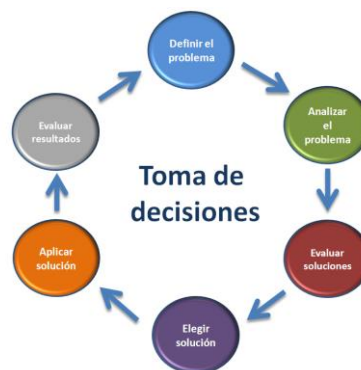 Definir el
problema
Analizar
el
problema
Evaluar
soluciones
Elegir
solución
Aplicar
solución
Evaluar
resultados
Toma de
decisiones